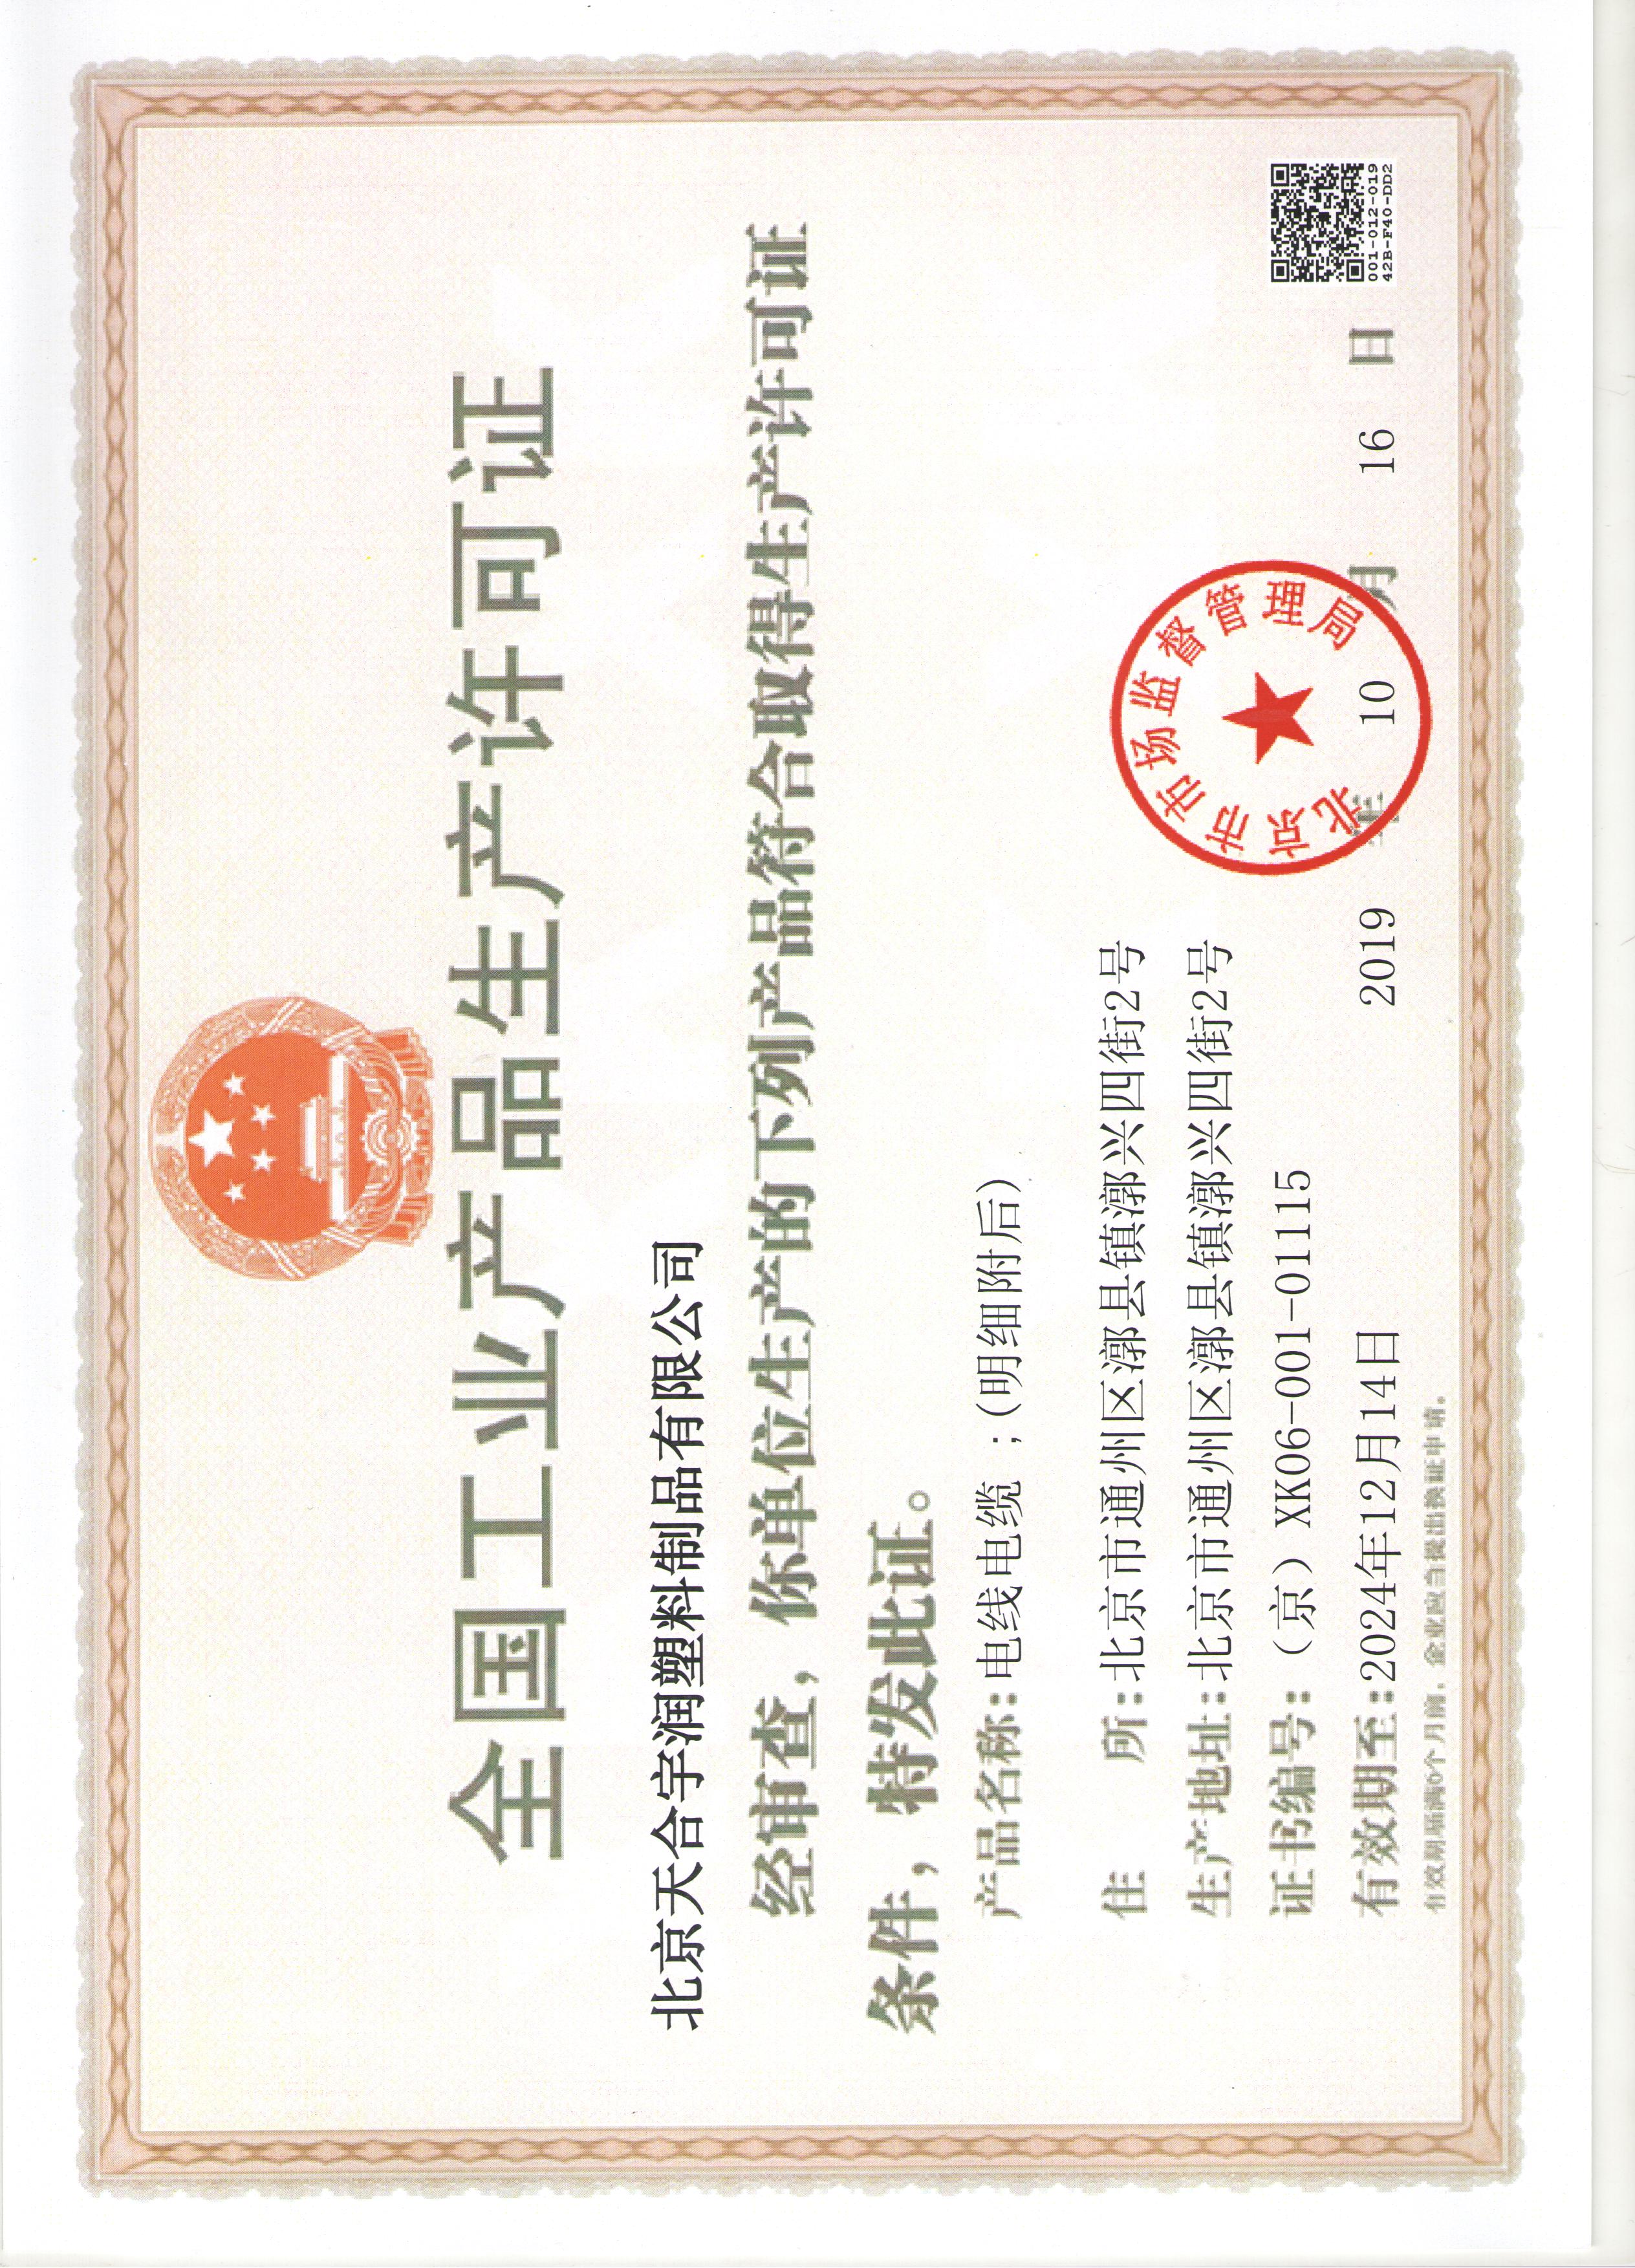 全国工业产品生产许可证
北京天合宇润塑料制品有限公司
经审查，你单位生产的下列产品符合取得生产许可证
条件，特发此证。
产品名称：电线电缆；（明细附后）
住 所：北京市通州区漷县镇漷兴四街2号
生产地址：北京市通州区漷县镇漷兴四街2号
证书编号：（京）XK06-001-01115
有效期至：2024年12月14日
2019 年 10 月 16 日
有效期届满6个月前，企业应当提出换证申请。
北京市市场监督管理局
001-012-019
42B-F40-DD2